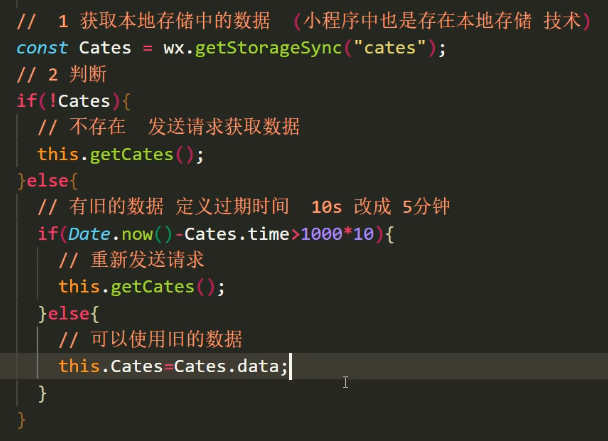 //  1 获取本地存储中的数据  (小程序中也是存在本地存储 技术)
const Cates = wx.getStorageSync("cates");
// 2 判断
if(!Cates){
  // 不存在  发送请求获取数据
  this.getCates();
}else{
  // 有旧的数据 定义过期时间  10s 改成 5分钟
  if(Date.now()-Cates.time>1000*10){
    // 重新发送请求
    this.getCates();
  }else{
    // 可以使用旧的数据
    this.Cates=Cates.data;
  }
}